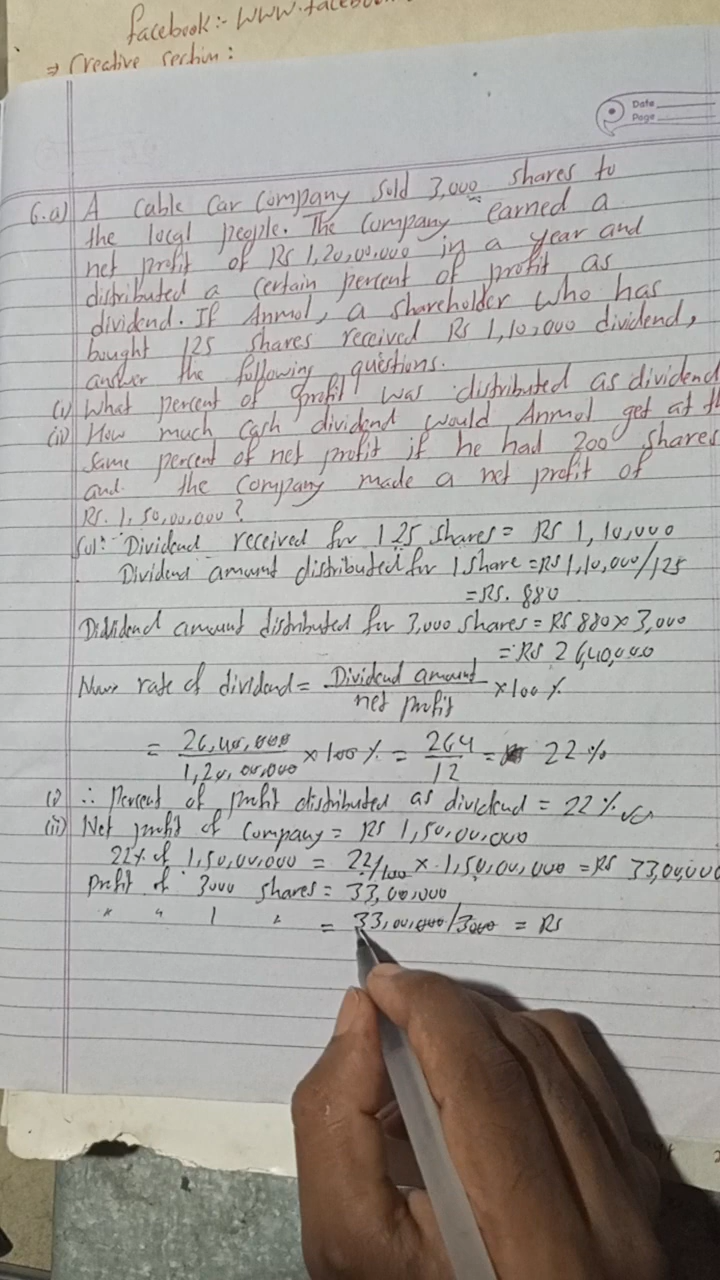 facebook:- WWW.facebook
⇒ Creative section:
Date
Page
6.a) A Cable Car Company sold 3,000 shares to
the local people. The Company earned a
net profit of Rs 1,20,00,000 in a year and
distributed a certain percent of profit as
dividend. If Anmol, a shareholder who has
bought 125 shares received Rs 1,10,000 dividend,
answer the following questions.
(i) What percent of profit was distributed as dividend
(ii) How much cash dividend would Anmol get at the
same percent of net profit if he had 200 shares
and the Company made a net profit of
Rs. 1,50,00,000?
Sol: Dividend received for 125 shares = Rs 1,10,000
Dividend amount distributed for 1 share = Rs 1,10,000/125
= Rs. 880
Dividend amount distributed for 3,000 shares = Rs 880 × 3,000
= Rs 26,40,000
Now rate of dividend = Dividend amount / net profit × 100%
= 26,40,000 / 1,20,00,000 × 100% = 264 / 12 = 22%
(i) ∴ Percent of profit distributed as dividend = 22%
(ii) Net profit of Company = Rs 1,50,00,000
22% of 1,50,00,000 = 22/100 × 1,50,00,000 = Rs 33,00,000
Profit of 3000 shares = 33,00,000
" " 1 " = 33,00,000/3000 = Rs